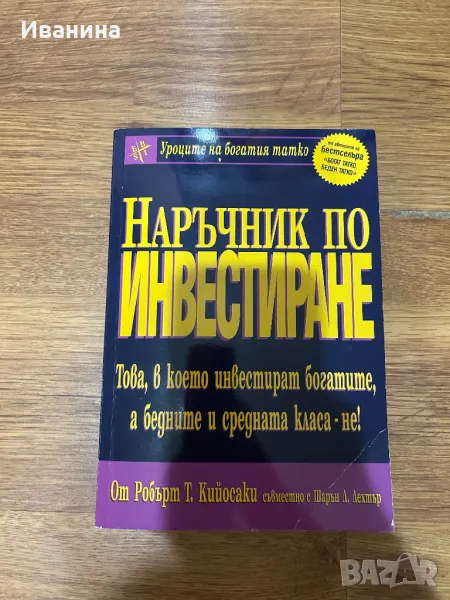 Иванина
Уроците на богатия татко
от авторите на
бестселъра
«БОГАТ ТАТКО,
БЕДЕН ТАТКО»
НАРЪЧНИК ПО
ИНВЕСТИРАНЕ
Това, в което инвестират богатите,
а бедните и средната класа - не!
От Робърт Т. Кийосаки съвместно с Шарън Л. Лехтър
BAZAR